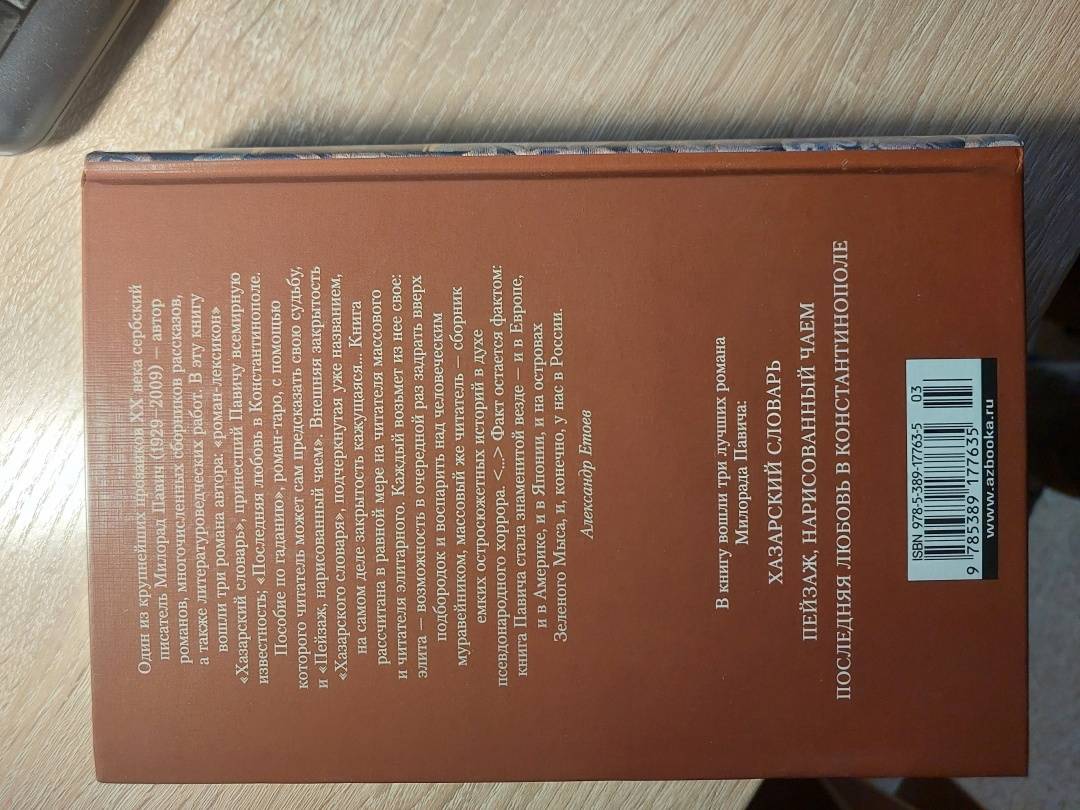 Один из крупнейших прозаиков XX века сербский
писатель Милорад Павич (1929–2009) — автор
романов, многочисленных сборников рассказов,
а также литературоведческих работ. В эту книгу
вошли три романа автора: «роман-лексикон»
«Хазарский словарь», принесший Павичу всемирную
известность; «Последняя любовь в Константинополе.
Пособие по гаданию», роман-таро, с помощью
которого читатель может сам предсказать свою судьбу,
и «Пейзаж, нарисованный чаем». Внешняя закрытость
«Хазарского словаря», подчеркнутая уже названием,
на самом деле закрытость кажущаяся... Книга
рассчитана в равной мере на читателя массового
и читателя элитарного. Каждый возьмет из нее свое:
элита — возможность в очередной раз задрать вверх
подбородок и воспарить над человеческим
муравейником, массовый же читатель — сборник
емких остросюжетных историй в духе
псевдонародного хоррора. <...> Факт остается фактом:
книга Павича стала знаменитой везде — и в Европе,
и в Америке, и в Японии, и на островах
Зеленого Мыса, и, конечно, у нас в России.
Александр Етоев
В книгу вошли три лучших романа
Милорада Павича:
ХАЗАРСКИЙ СЛОВАРЬ
ПЕЙЗАЖ, НАРИСОВАННЫЙ ЧАЕМ
ПОСЛЕДНЯЯ ЛЮБОВЬ В КОНСТАНТИНОПОЛЕ
ISBN 978-5-389-17763-5 03
9 785389 177635
www.azbooka.ru